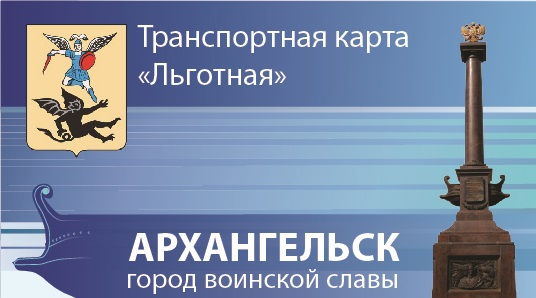 Транспортная карта
«Льготная»
АРХАНГЕЛЬСК
город воинской славы